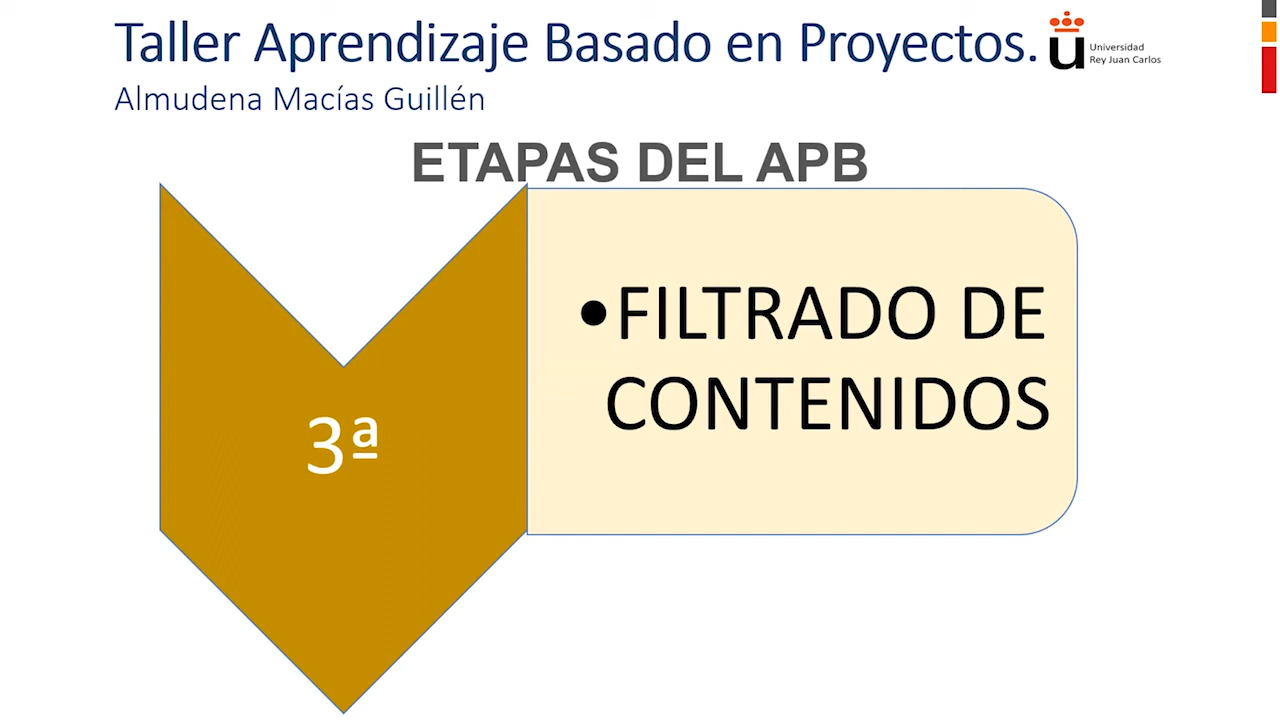 Taller Aprendizaje Basado en Proyectos.
Universidad
Rey Juan Carlos
Almudena Macías Guillén
ETAPAS DEL APB
•FILTRADO DE
CONTENIDOS
3ª